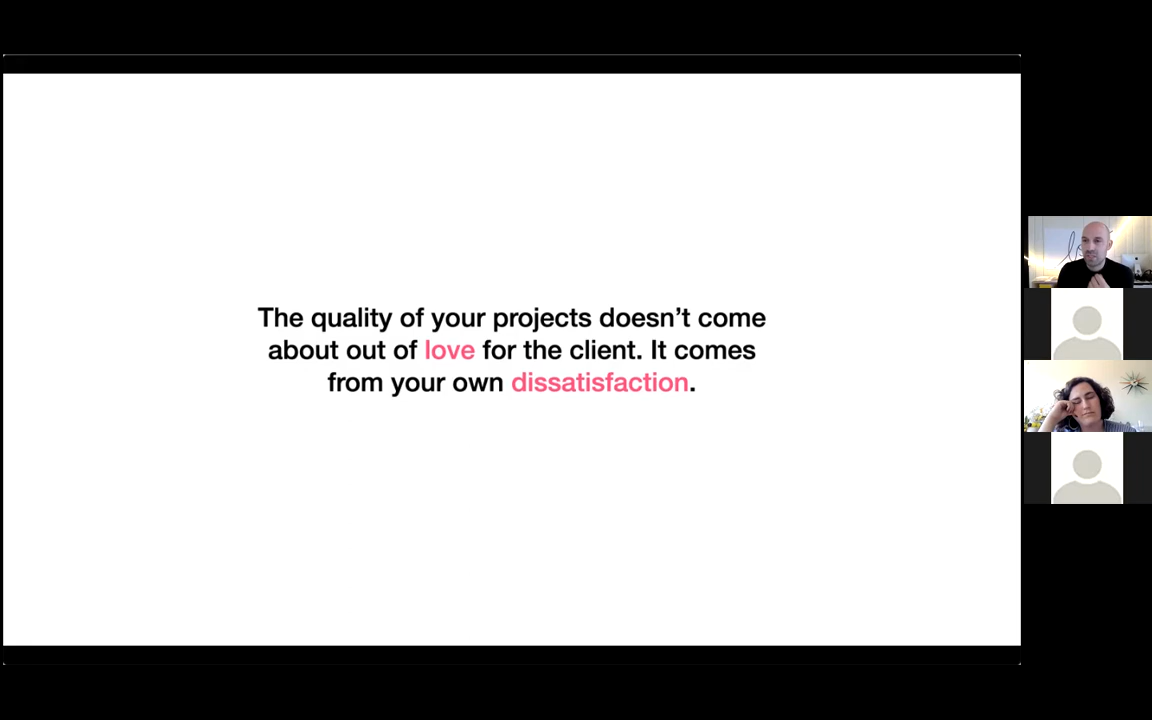 The quality of your projects doesn’t come
about out of love for the client. It comes
from your own dissatisfaction.